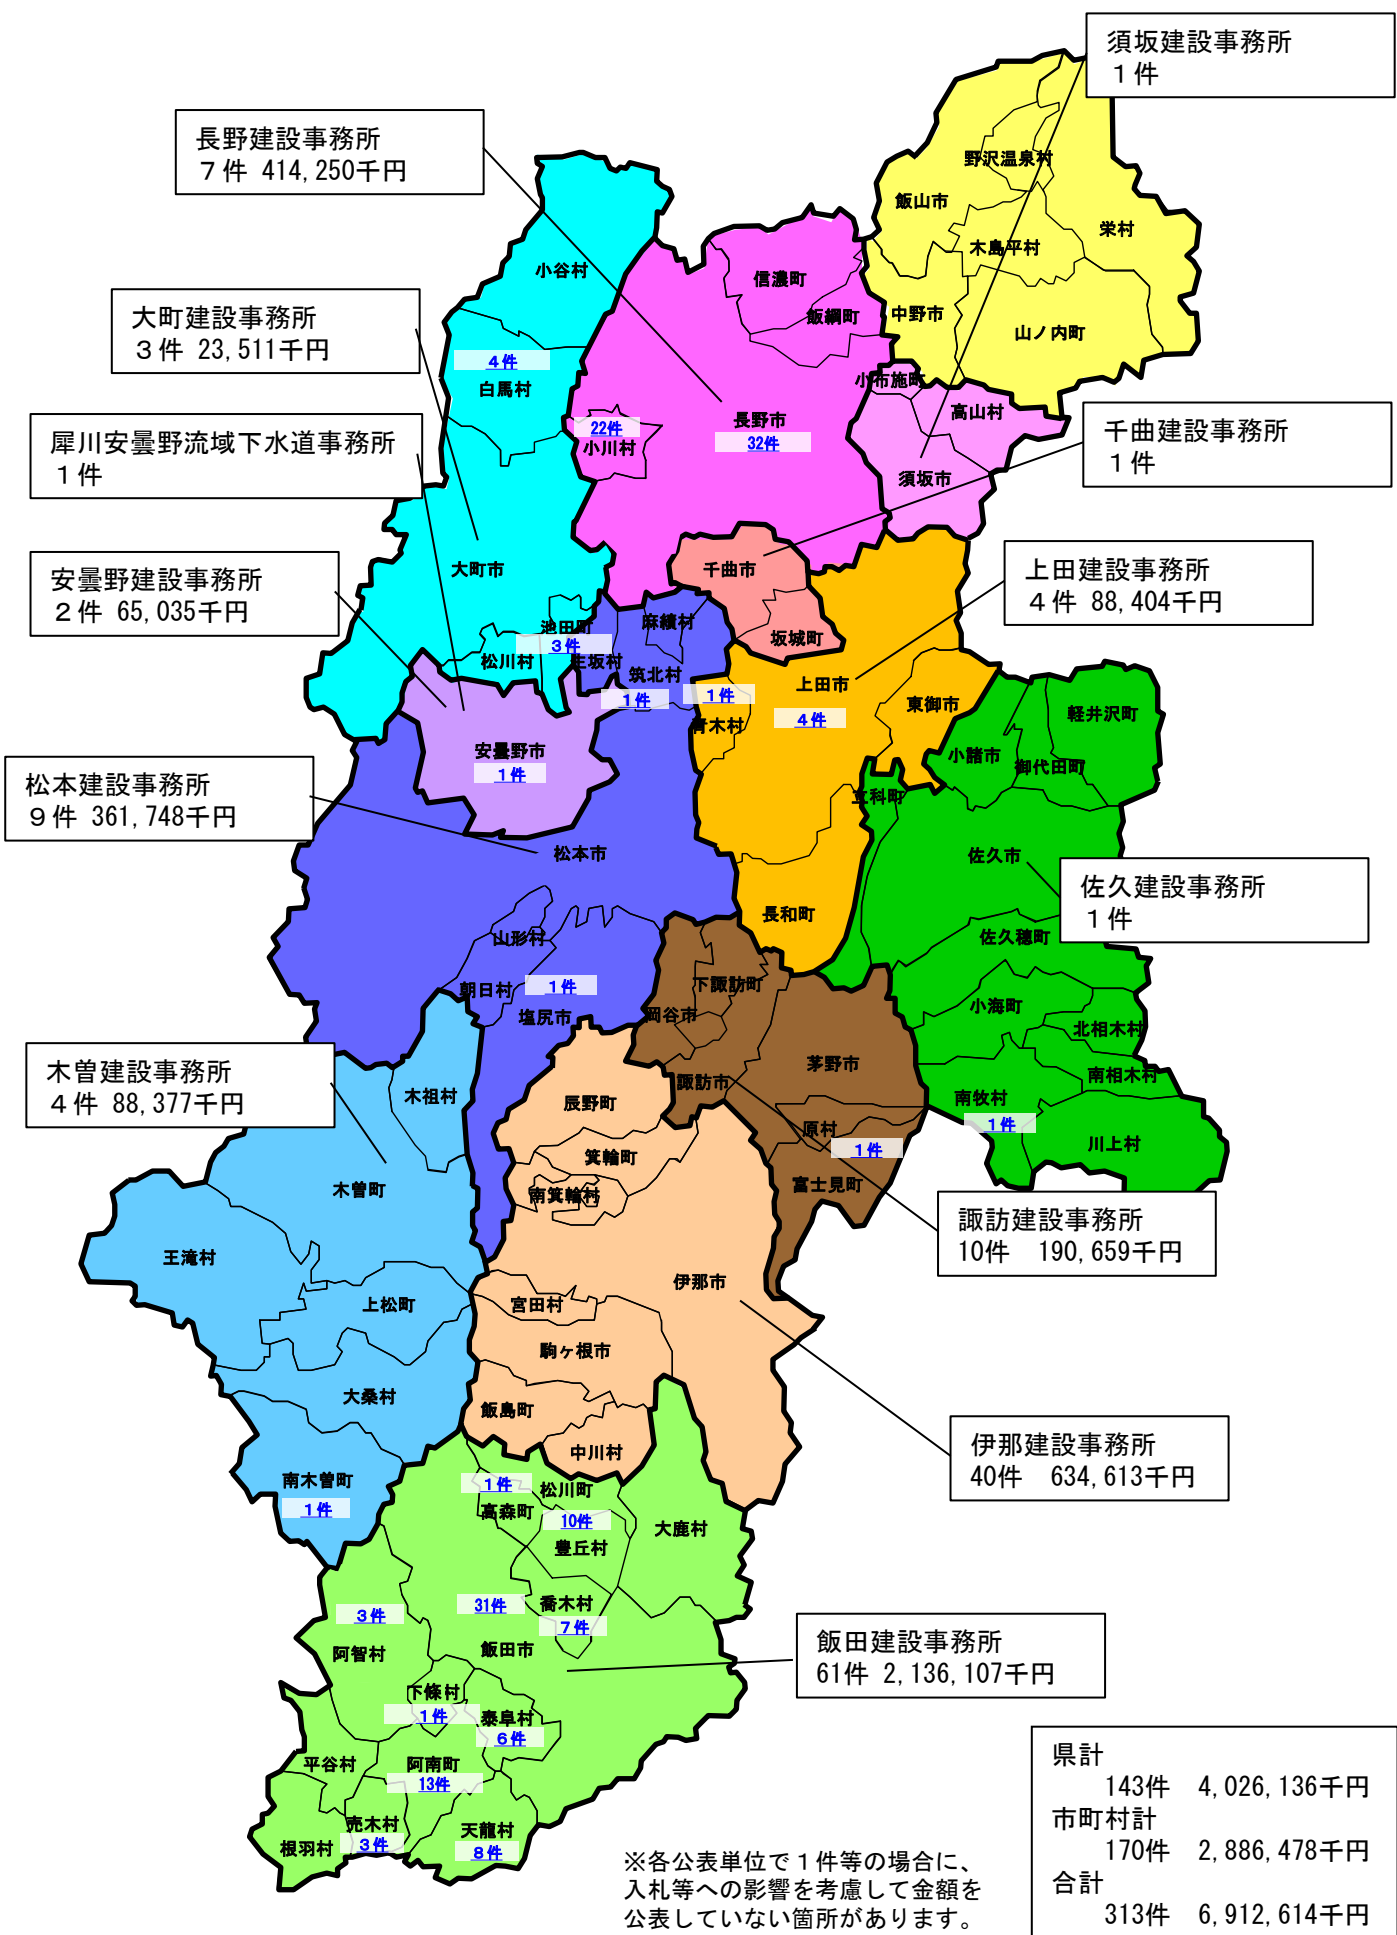 須坂建設事務所
１件
長野建設事務所
７件 414,250千円
野沢温泉村
飯山市
栄村
木島平村
小谷村
信濃町
大町建設事務所
３件 23,511千円
飯綱町
中野市
山ノ内町
４件
白馬村
小布施町
高山村
千曲建設事務所
１件
22件
小川村
長野市
32件
犀川安曇野流域下水道事務所
１件
須坂市
安曇野建設事務所
２件 65,035千円
大町市
千曲市
上田建設事務所
４件 88,404千円
池田町
３件
麻績村
坂城町
松川村
生坂村
筑北村
１件
１件
青木村
上田市
４件
東御市
軽井沢町
安曇野市
１件
小諸市
御代田町
松本建設事務所
９件 361,748千円
立科町
松本市
佐久市
佐久建設事務所
１件
長和町
山形村
佐久穂町
朝日村
１件
塩尻市
下諏訪町
岡谷市
小海町
北相木村
木曽建設事務所
４件 88,377千円
木祖村
辰野町
諏訪市
茅野市
南相木村
南牧村
１件
原村
１件
川上村
箕輪町
木曽町
南箕輪村
富士見町
諏訪建設事務所
10件 190,659千円
王滝村
伊那市
上松町
宮田村
駒ヶ根市
大桑村
飯島町
中川村
伊那建設事務所
40件 634,613千円
南木曽町
１件
１件
高森町
松川町
10件
豊丘村
大鹿村
３件
阿智村
31件
飯田市
喬木村
７件
飯田建設事務所
61件 2,136,107千円
下條村
１件
泰阜村
６件
平谷村
阿南町
13件
売木村
３件
根羽村
天龍村
８件
県計
143件 4,026,136千円
市町村計
170件 2,886,478千円
合計
313件 6,912,614千円
※各公表単位で１件等の場合に、
入札等への影響を考慮して金額を
公表していない箇所があります。